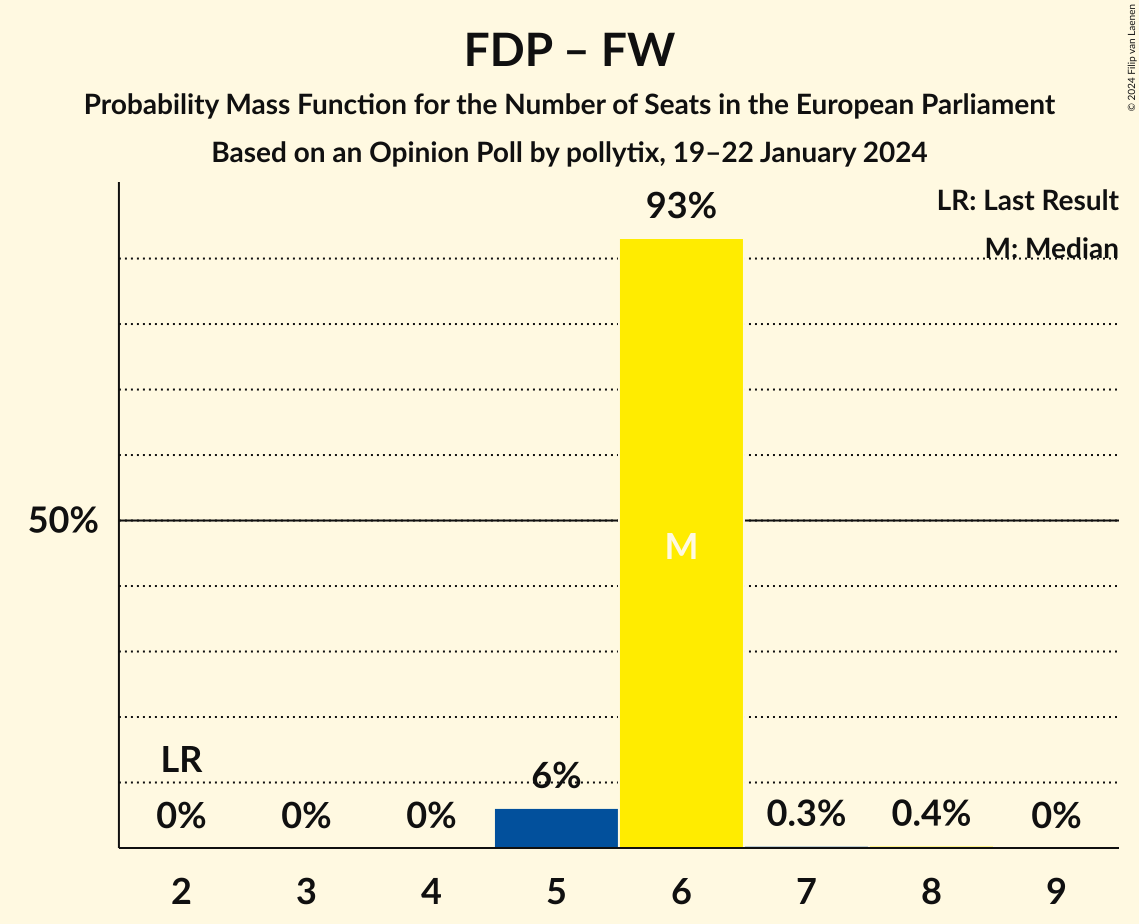 FDP – FW
Probability Mass Function for the Number of Seats in the European Parliament
Based on an Opinion Poll by pollytix, 19–22 January 2024
© 2024 Filip van Laenen
LR: Last Result
M: Median
93%
50%
M
LR
6%
0%
0%
0%
0.3%
0.4%
0%
2
3
4
5
6
7
8
9